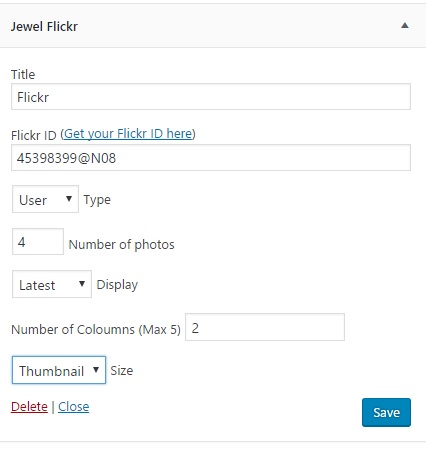 Jewel Flickr
Title
Flickr
Flickr ID (Get your Flickr ID here)
45398399@N08
User Type
4 Number of photos
Latest Display
Number of Coloumns (Max 5) 2
Thumbnail Size
Delete | Close Save